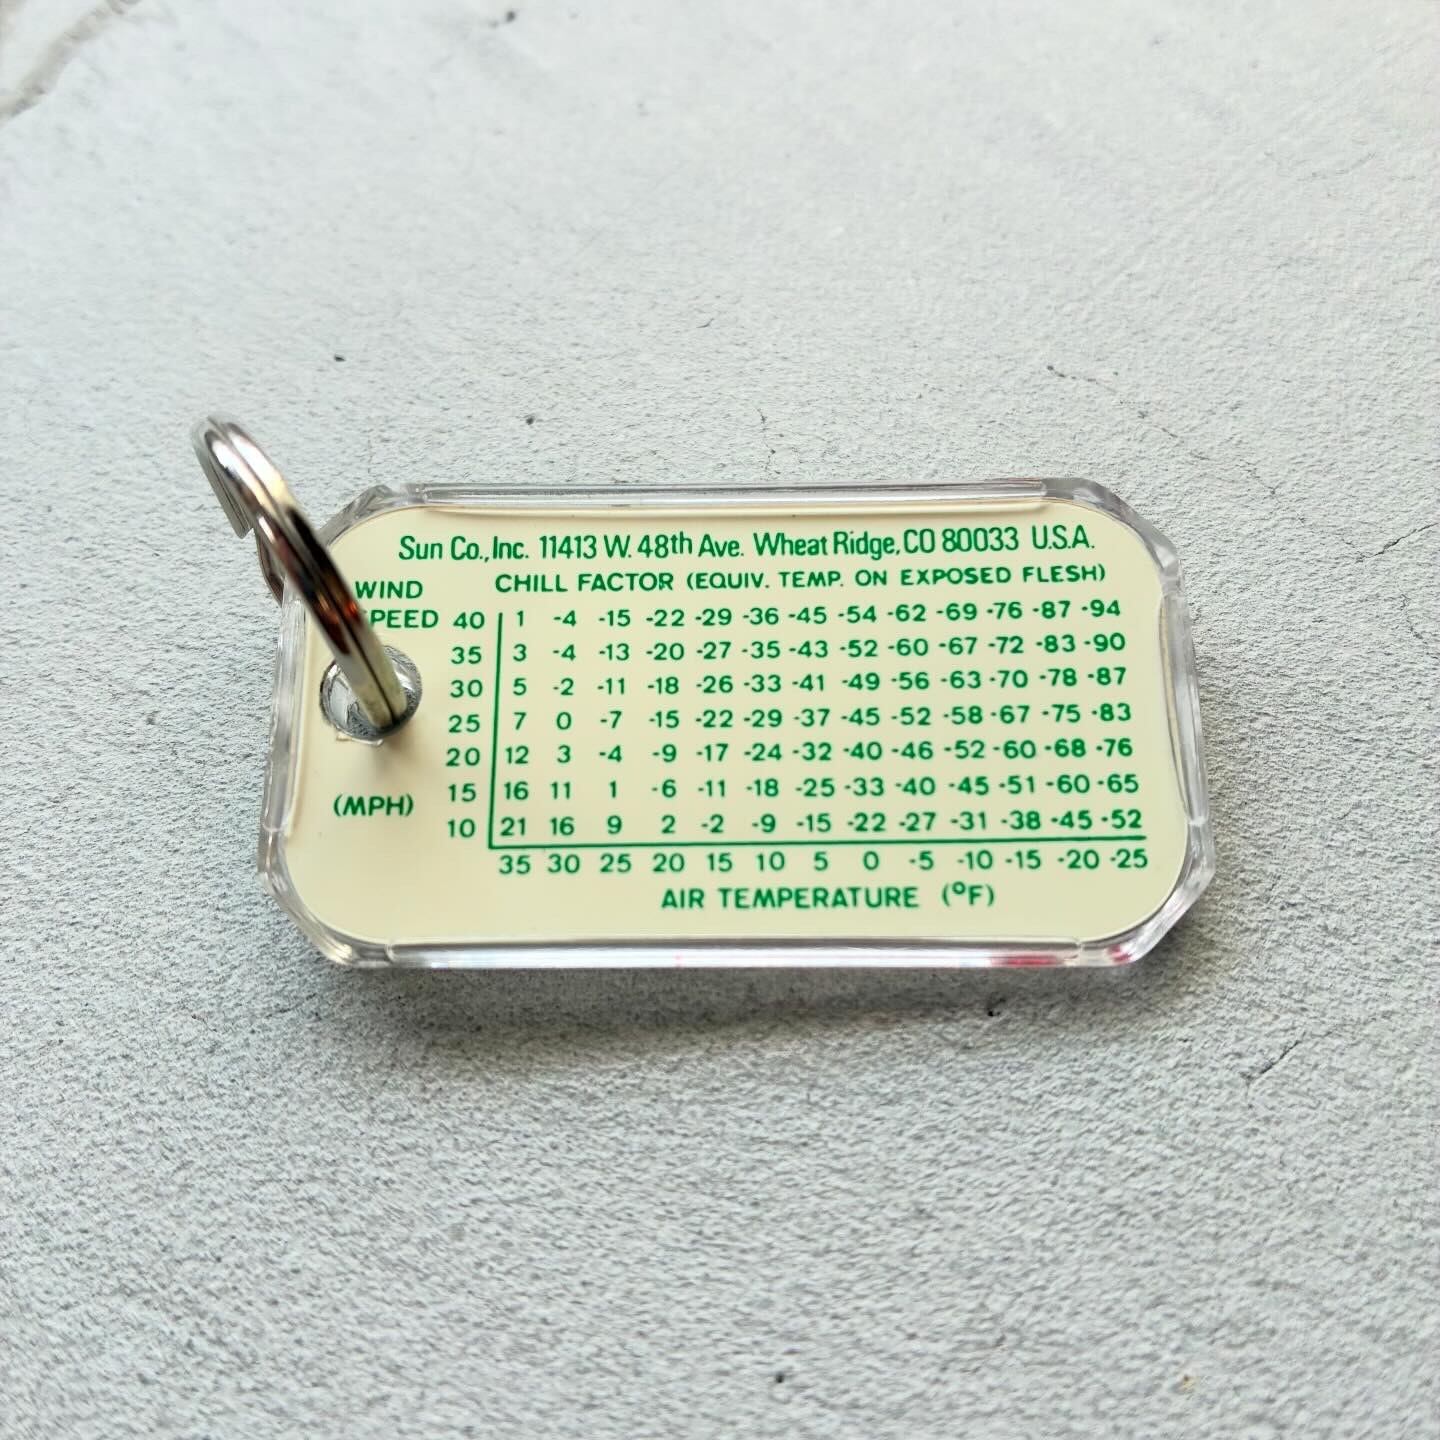 Sun Co., Inc. 11413 W. 48th Ave. Wheat Ridge, CO 80033 U.S.A.
WIND CHILL FACTOR (EQUIV. TEMP. ON EXPOSED FLESH)
PEED 40 1 -4 -15 -22 -29 -36 -45 -54 -62 -69 -76 -87 -94
35 3 -4 -13 -20 -27 -35 -43 -52 -60 -67 -72 -83 -90
30 5 -2 -11 -18 -26 -33 -41 -49 -56 -63 -70 -78 -87
25 7 0 -7 -15 -22 -29 -37 -45 -52 -58 -67 -75 -83
20 12 3 -4 -9 -17 -24 -32 -40 -46 -52 -60 -68 -76
(MPH) 15 16 11 1 -6 -11 -18 -25 -33 -40 -45 -51 -60 -65
10 21 16 9 2 -2 -9 -15 -22 -27 -31 -38 -45 -52
35 30 25 20 15 10 5 0 -5 -10 -15 -20 -25
AIR TEMPERATURE (°F)